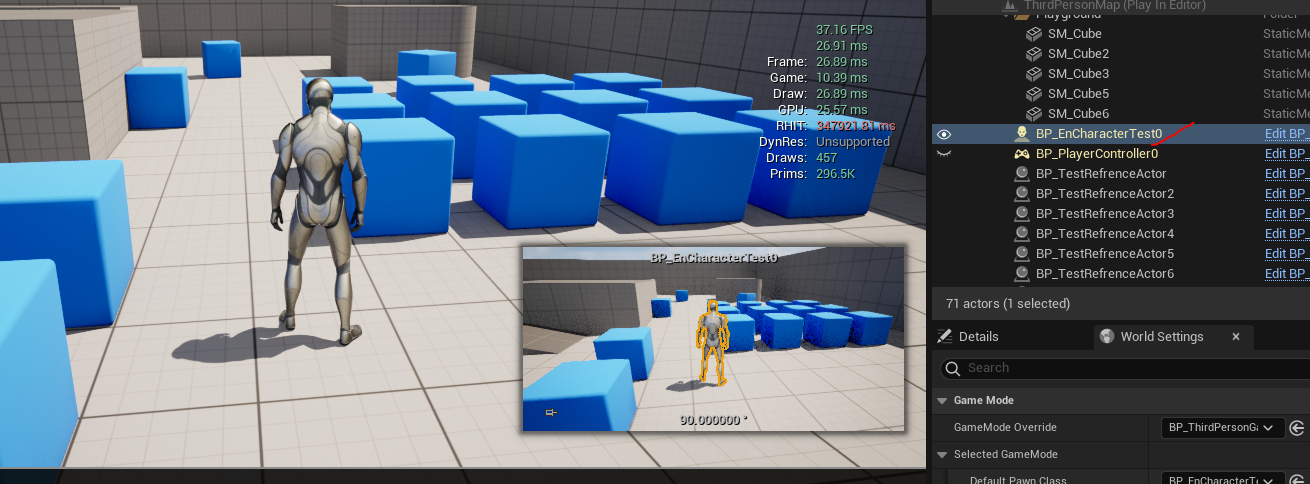 37.16 FPS
26.91 ms
Frame: 26.89 ms
Game: 10.39 ms
Draw: 26.89 ms
GPU: 25.57 ms
RHIT: 347921.81 ms
DynRes: Unsupported
Draws: 457
Prims: 296.5K
BP_EnCharacterTest0
90.000000 °
ThirdPersonMap (Play In Editor)
Playground Folder
SM_Cube StaticMe
SM_Cube2 StaticMe
SM_Cube3 StaticMe
SM_Cube5 StaticMe
SM_Cube6 StaticMe
BP_EnCharacterTest0 Edit BP_
BP_PlayerController0 Edit BP_
BP_TestRefrenceActor Edit BP_
BP_TestRefrenceActor2 Edit BP_
BP_TestRefrenceActor3 Edit BP_
BP_TestRefrenceActor4 Edit BP_
BP_TestRefrenceActor5 Edit BP_
BP_TestRefrenceActor6 Edit BP_
71 actors (1 selected)
Details World Settings
Search
Game Mode
GameMode Override BP_ThirdPersonGa
Selected GameMode
Default Pawn Class BP_EnCharacterTe